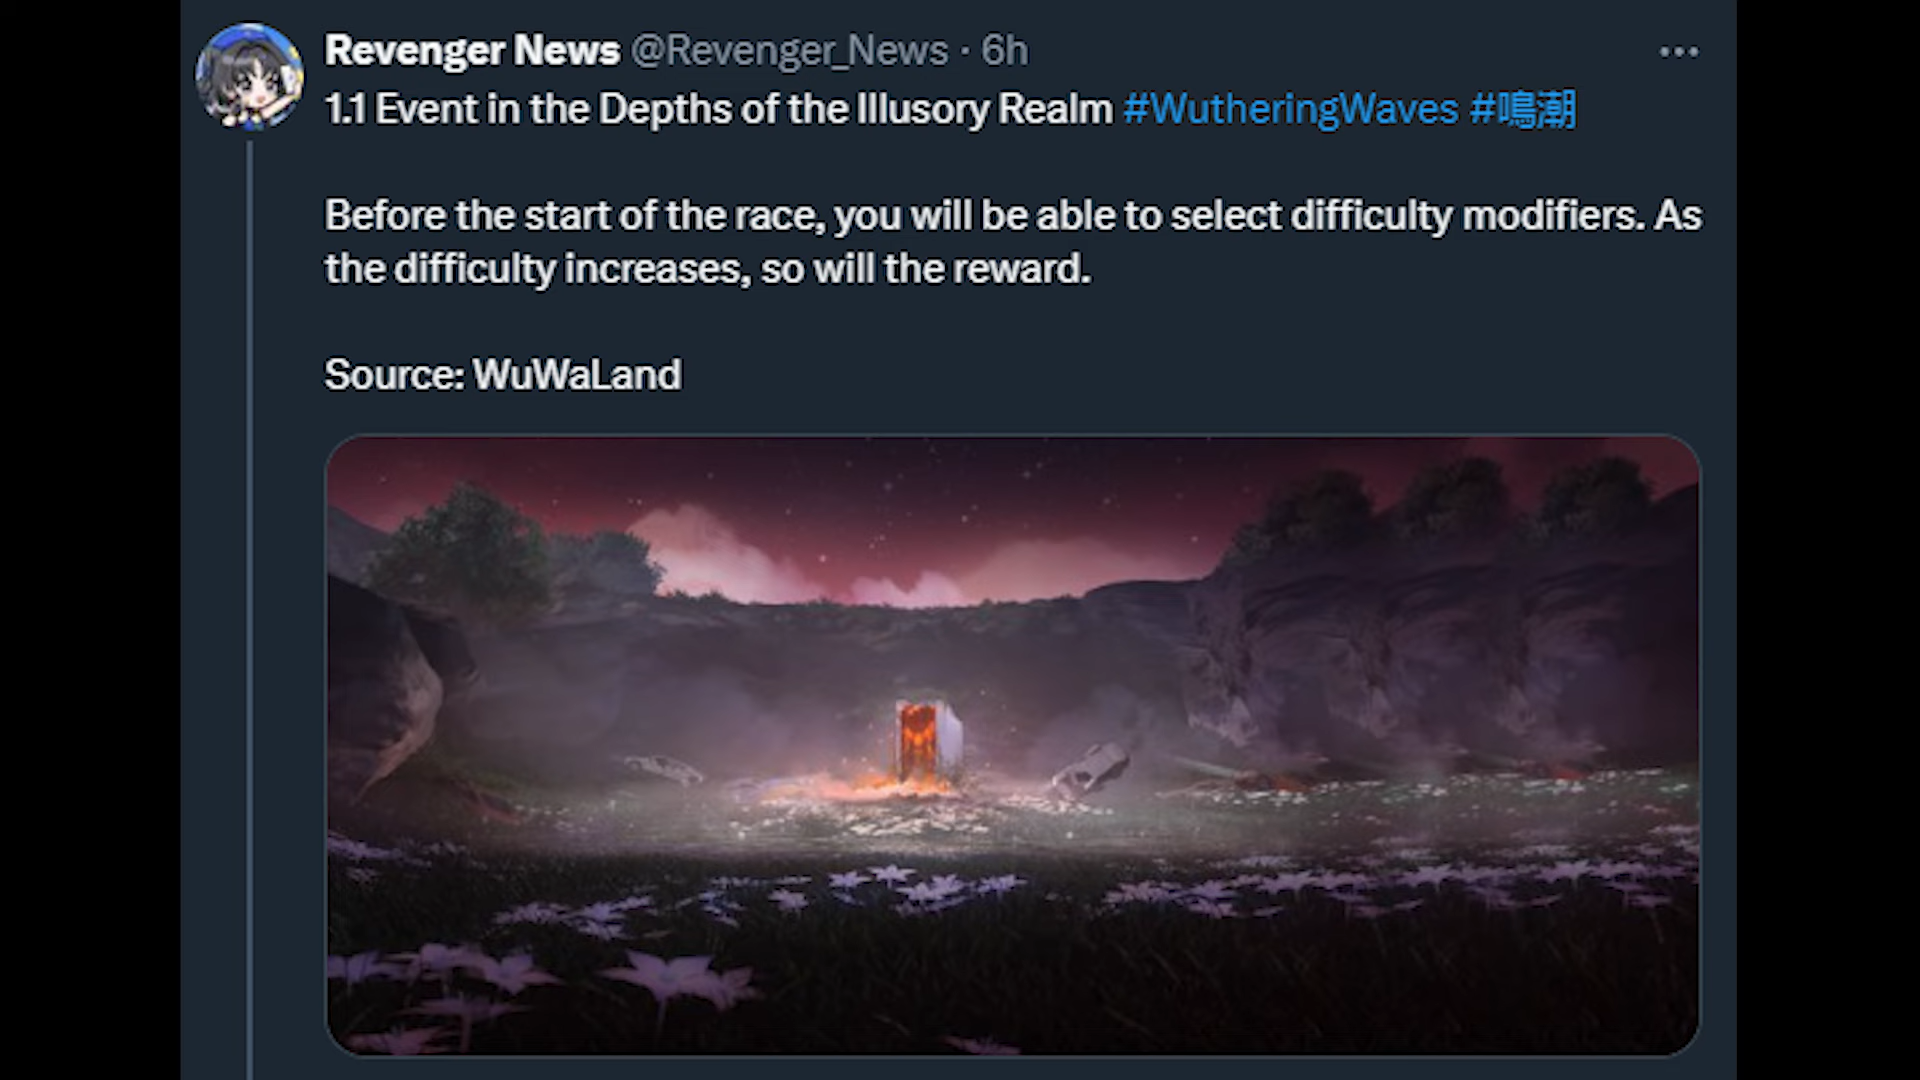 Revenger News @Revenger_News · 6h
1.1 Event in the Depths of the Illusory Realm #WutheringWaves #鳴潮
Before the start of the race, you will be able to select difficulty modifiers. As
the difficulty increases, so will the reward.
Source: WuWaLand